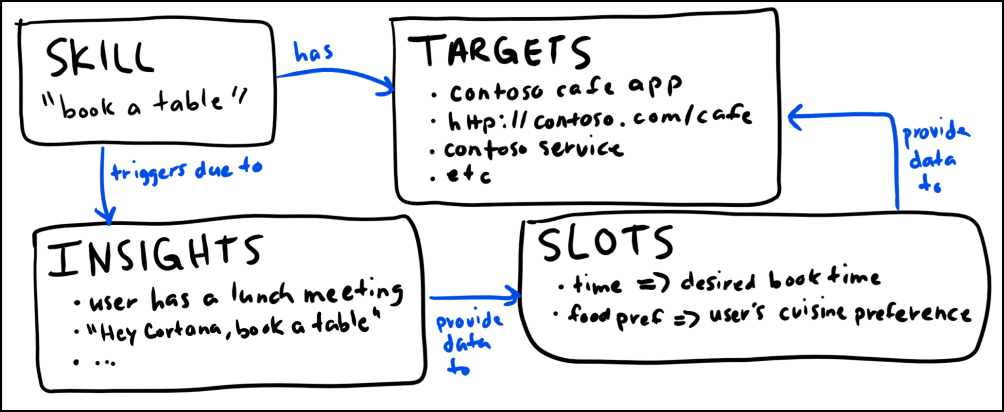 SKILL
"book a table"
has
TARGETS
· contoso cafe app
· http://contoso.com/cafe
· contoso service
· etc
triggers due to
provide
data
to
INSIGHTS
· user has a lunch meeting
· "Hey Cortana, book a table"
· ...
provide
data
to
SLOTS
· time => desired book time
· food pref => user's cuisine preference